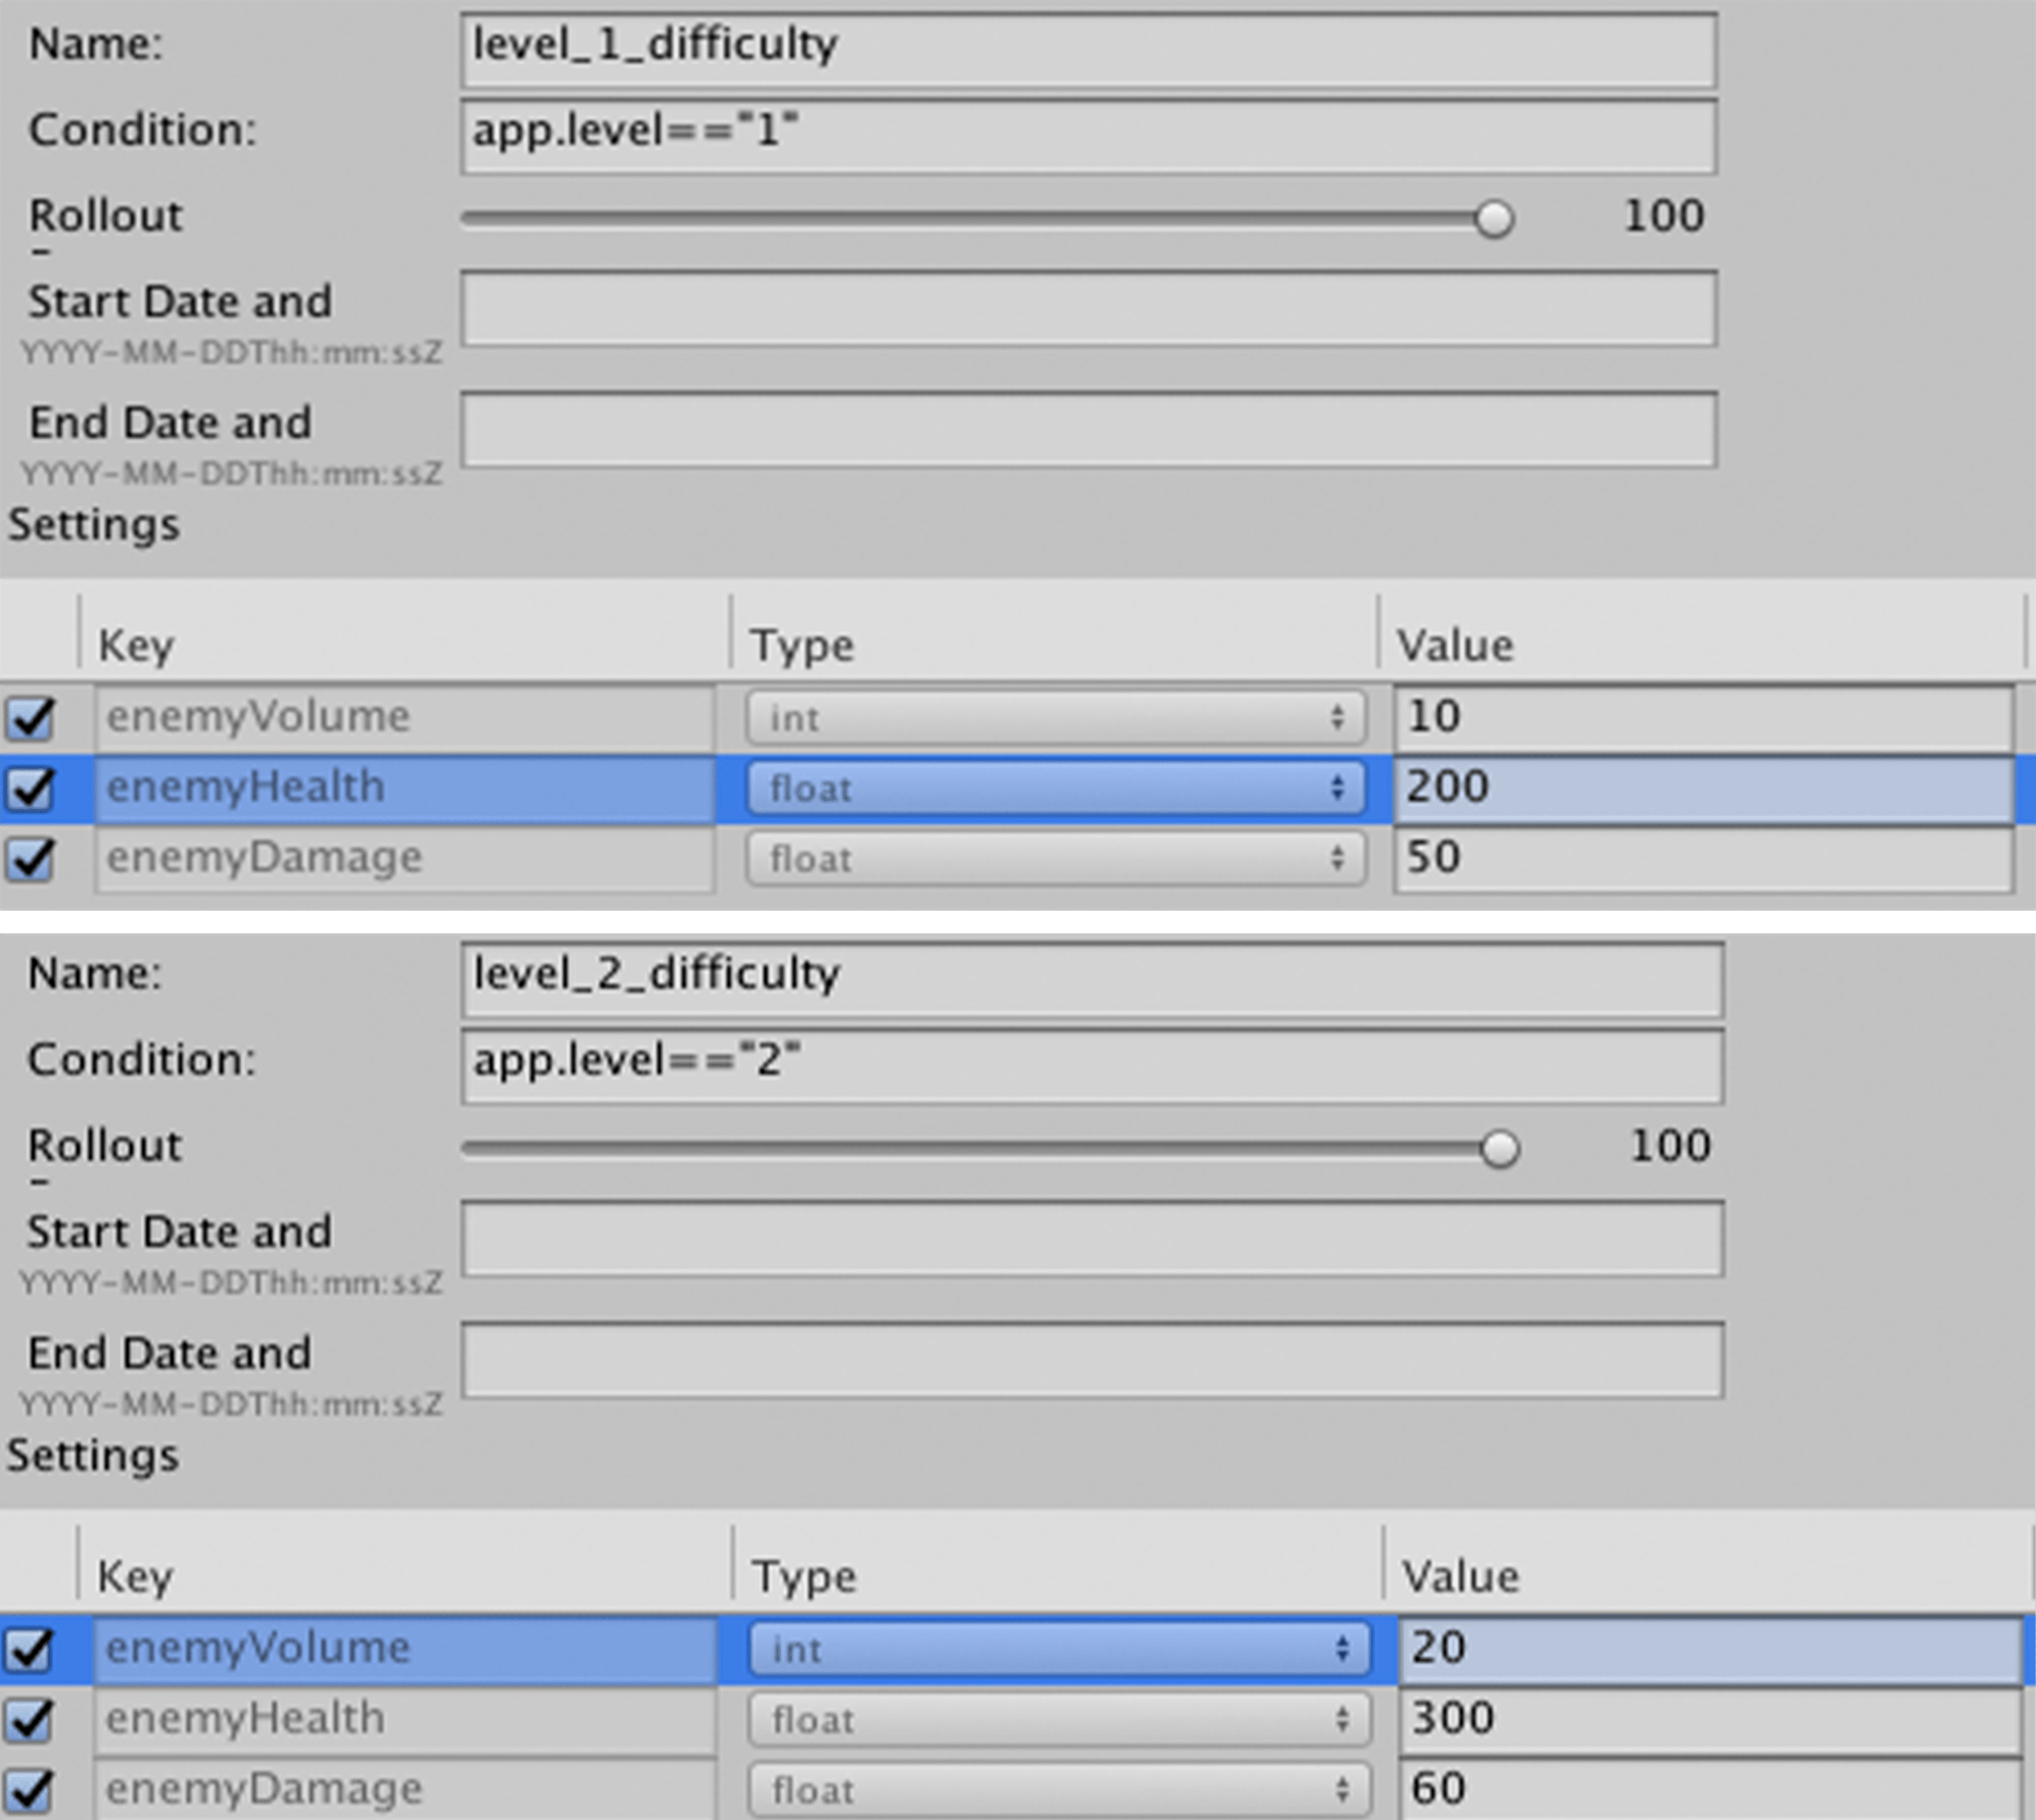 Name: level_1_difficulty
Condition: app.level=="1"
Rollout 100
Start Date and
YYYY-MM-DDThh:mm:ssZ
End Date and
YYYY-MM-DDThh:mm:ssZ
Settings
Key Type Value
enemyVolume int 10
enemyHealth float 200
enemyDamage float 50
Name: level_2_difficulty
Condition: app.level=="2"
Rollout 100
Start Date and
YYYY-MM-DDThh:mm:ssZ
End Date and
YYYY-MM-DDThh:mm:ssZ
Settings
Key Type Value
enemyVolume int 20
enemyHealth float 300
enemyDamage float 60